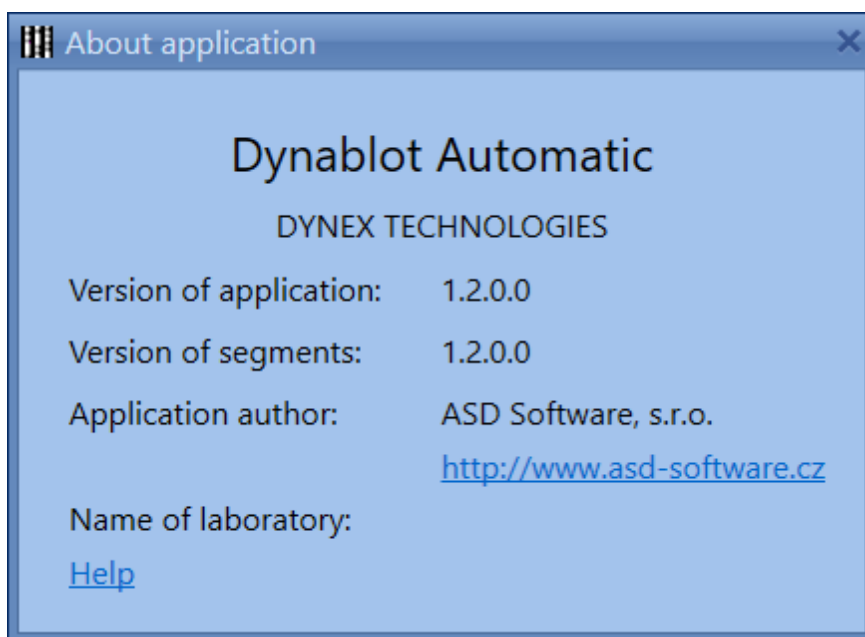 About application
Dynablot Automatic
DYNEX TECHNOLOGIES
Version of application: 1.2.0.0
Version of segments: 1.2.0.0
Application author: ASD Software, s.r.o.
http://www.asd-software.cz
Name of laboratory:
Help